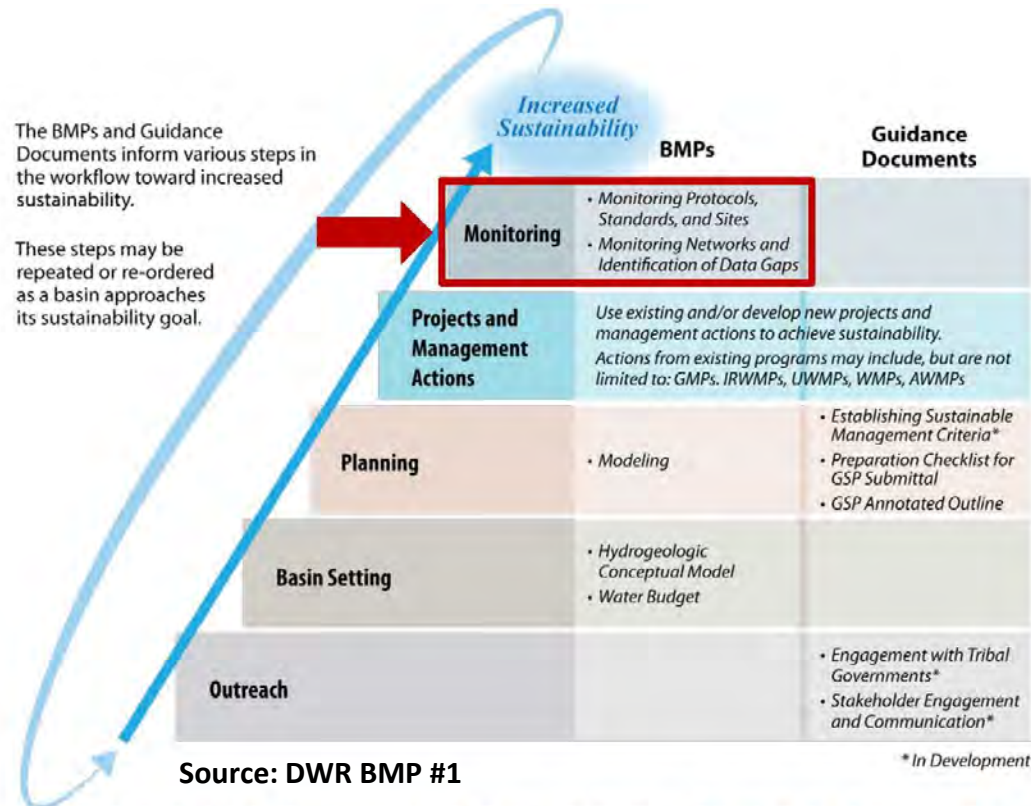 Increased
Sustainability
The BMPs and Guidance
Documents inform various steps in
the workflow toward increased
sustainability.
These steps may be
repeated or re-ordered
as a basin approaches
its sustainability goal.
BMPs
Guidance
Documents
Monitoring
• Monitoring Protocols,
Standards, and Sites
• Monitoring Networks and
Identification of Data Gaps
Projects and
Management
Actions
Use existing and/or develop new projects and
management actions to achieve sustainability.
Actions from existing programs may include, but are not
limited to: GMPs. IRWMPs, UWMPs, WMPs, AWMPs
Planning
• Modeling
• Establishing Sustainable
Management Criteria*
• Preparation Checklist for
GSP Submittal
• GSP Annotated Outline
Basin Setting
• Hydrogeologic
Conceptual Model
• Water Budget
Outreach
• Engagement with Tribal
Governments*
• Stakeholder Engagement
and Communication*
* In Development
Source: DWR BMP #1